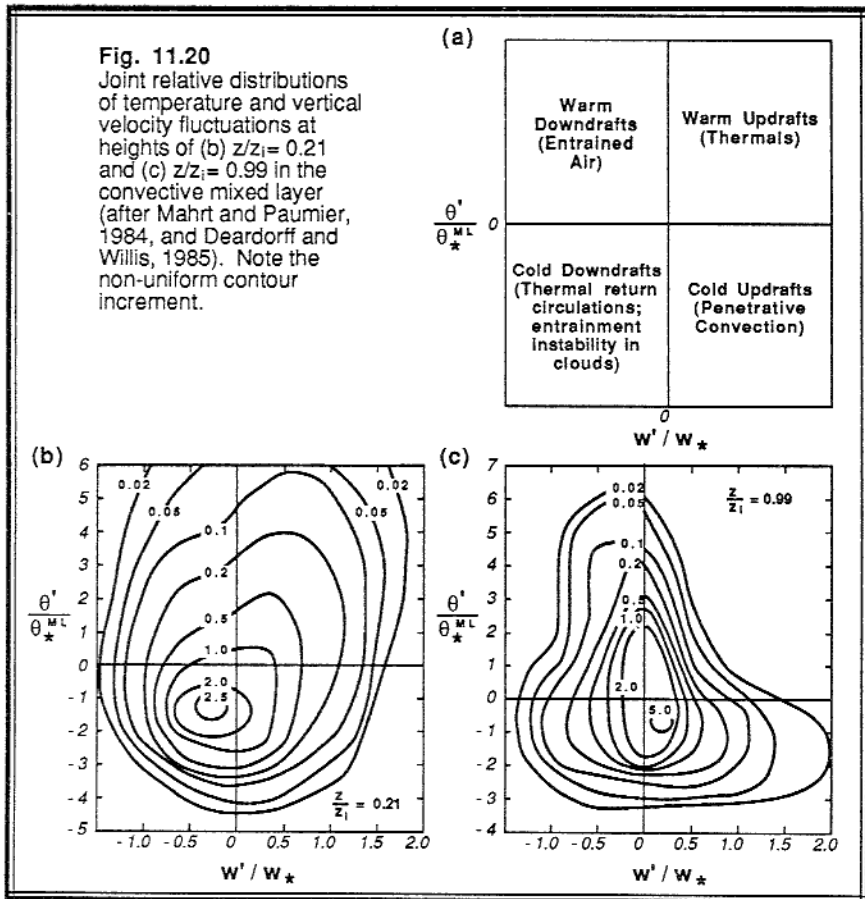 Fig. 11.20
Joint relative distributions
of temperature and vertical
velocity fluctuations at
heights of (b) z/zi= 0.21
and (c) z/zi= 0.99 in the
convective mixed layer
(after Mahrt and Paumier,
1984, and Deardorff and
Willis, 1985). Note the
non-uniform contour
increment.
(a)
Warm
Downdrafts
(Entrained
Air)
Warm Updrafts
(Thermals)
θ'
θ*ML
0
Cold Downdrafts
(Thermal return
circulations;
entrainment
instability in
clouds)
Cold Updrafts
(Penetrative
Convection)
0
w' / w*
(b)
6
5
4
3
2
1
0
-1
-2
-3
-4
-5
θ'
θ*ML
0.02
0.05
0.1
0.2
0.5
1.0
2.0
2.5
0.02
0.05
z/zi = 0.21
-1.0 -0.5 0 0.5 1.0 1.5 2.0
w' / w*
(c)
7
6
5
4
3
2
1
0
-1
-2
-3
-4
θ'
θ*ML
z/zi = 0.99
0.02
0.05
0.1
0.2
0.5
1.0
2.0
5.0
-1.0 -0.5 0 0.5 1.0 1.5 2.0
w' / w*